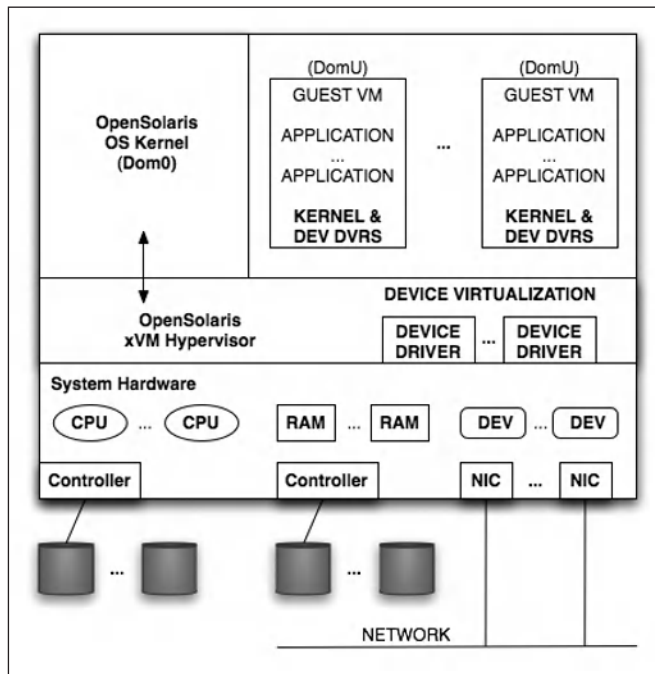 OpenSolaris
OS Kernel
(Dom0)
(DomU)
GUEST VM
APPLICATION
...
APPLICATION
KERNEL &
DEV DVRS
...
(DomU)
GUEST VM
APPLICATION
...
APPLICATION
KERNEL &
DEV DVRS
OpenSolaris
xVM Hypervisor
DEVICE VIRTUALIZATION
DEVICE
DRIVER
...
DEVICE
DRIVER
System Hardware
CPU ... CPU
RAM ... RAM
DEV ... DEV
Controller
Controller
NIC ... NIC
...
...
NETWORK